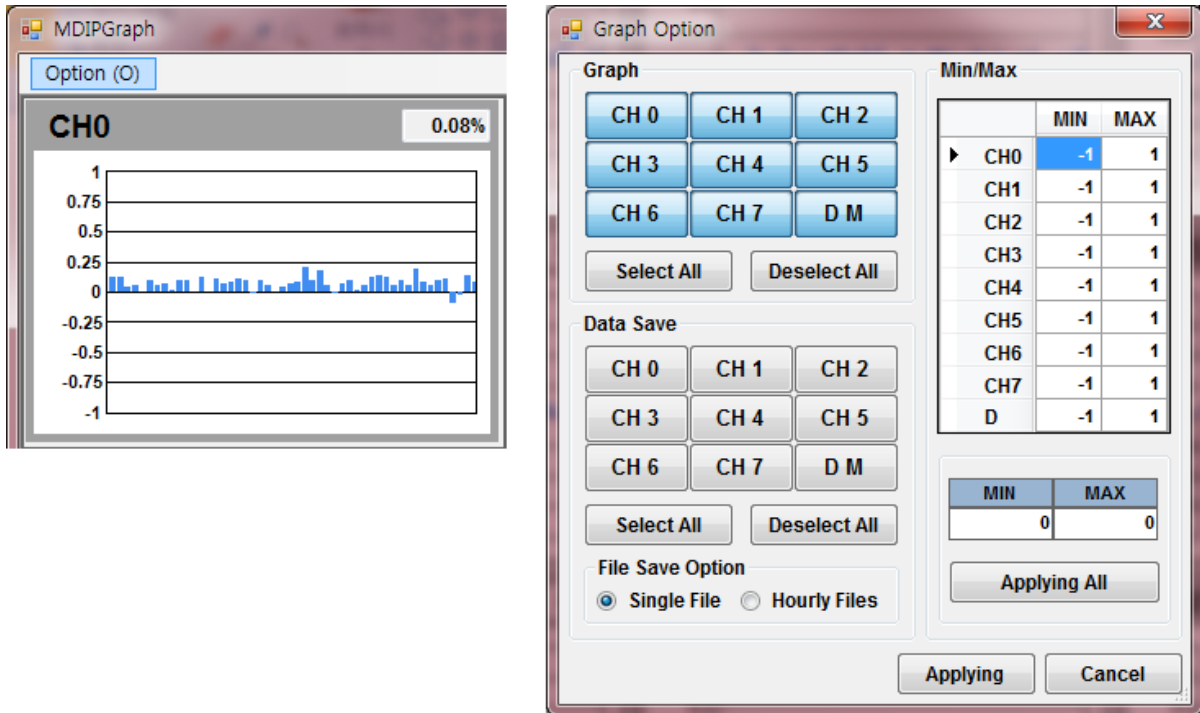 MDIPGraph
Option (O)
CH0
0.08%
1
0.75
0.5
0.25
0
-0.25
-0.5
-0.75
-1
Graph Option
Graph
CH 0 CH 1 CH 2
CH 3 CH 4 CH 5
CH 6 CH 7 D M
Select All Deselect All
Data Save
CH 0 CH 1 CH 2
CH 3 CH 4 CH 5
CH 6 CH 7 D M
Select All Deselect All
File Save Option
Single File Hourly Files
Min/Max
MIN MAX
CH0 -1 1
CH1 -1 1
CH2 -1 1
CH3 -1 1
CH4 -1 1
CH5 -1 1
CH6 -1 1
CH7 -1 1
D -1 1
MIN MAX
0 0
Applying All
Applying Cancel